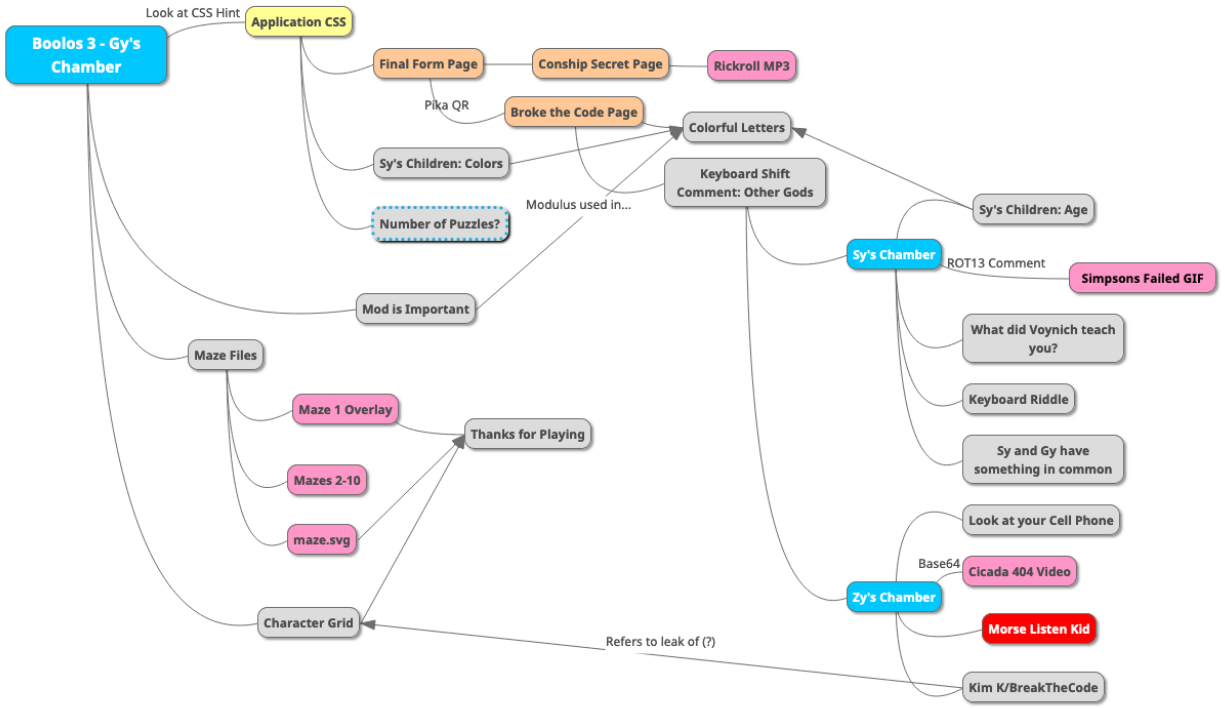 Look at CSS Hint
Application CSS
Boolos 3 - Gy's
Chamber
Final Form Page
Conship Secret Page
Rickroll MP3
Pika QR
Broke the Code Page
Colorful Letters
Sy's Children: Colors
Keyboard Shift
Comment: Other Gods
Modulus used in...
Number of Puzzles?
Sy's Children: Age
Sy's Chamber
ROT13 Comment
Simpsons Failed GIF
Mod is Important
What did Voynich teach
you?
Maze Files
Keyboard Riddle
Maze 1 Overlay
Thanks for Playing
Sy and Gy have
something in common
Mazes 2-10
maze.svg
Look at your Cell Phone
Base64
Cicada 404 Video
Zy's Chamber
Character Grid
Morse Listen Kid
Refers to leak of (?)
Kim K/BreakTheCode